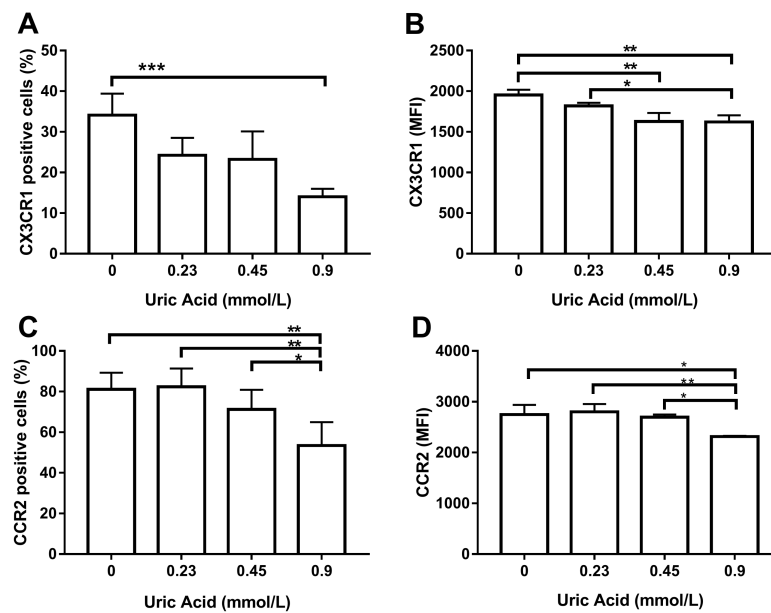 A
CX3CR1 positive cells (%)
50
40
30
20
10
0
***
0 0.23 0.45 0.9
Uric Acid (mmol/L)
B
CX3CR1 (MFI)
2500
2000
1500
1000
500
0
**
**
*
0 0.23 0.45 0.9
Uric Acid (mmol/L)
C
CCR2 positive cells (%)
100
80
60
40
20
0
**
**
*
0 0.23 0.45 0.9
Uric Acid (mmol/L)
D
CCR2 (MFI)
4000
3000
2000
1000
0
*
**
*
0 0.23 0.45 0.9
Uric Acid (mmol/L)